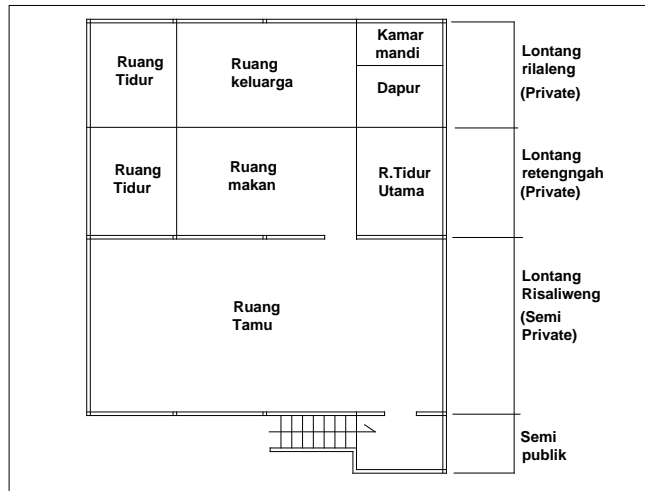 Ruang
Tidur
Ruang
keluarga
Kamar
mandi
Dapur
Lontang
rilaleng
(Private)
Ruang
Tidur
Ruang
makan
R.Tidur
Utama
Lontang
retengngah
(Private)
Ruang
Tamu
Lontang
Risaliweng
(Semi
Private)
Semi
publik